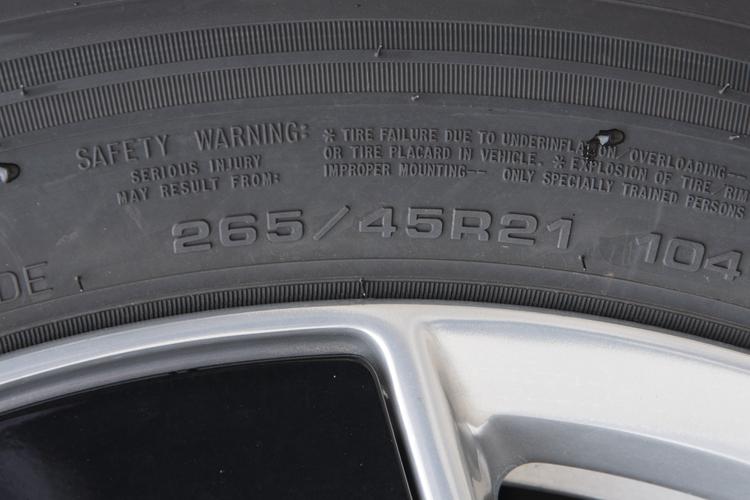 SAFETY WARNING:
SERIOUS INJURY
MAY RESULT FROM:
* TIRE FAILURE DUE TO UNDERINFLATION/OVERLOADING--
OR TIRE PLACARD IN VEHICLE. * EXPLOSION OF TIRE/RIM
IMPROPER MOUNTING-- ONLY SPECIALLY TRAINED PERSONS
265/45R21 104
DE